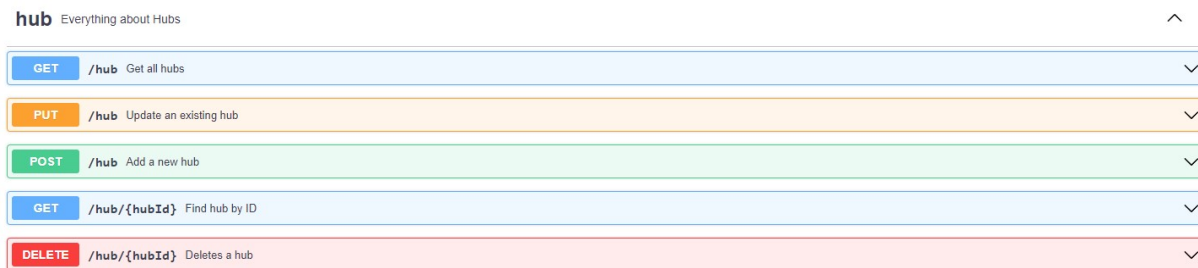 hub Everything about Hubs
GET /hub Get all hubs
PUT /hub Update an existing hub
POST /hub Add a new hub
GET /hub/{hubId} Find hub by ID
DELETE /hub/{hubId} Deletes a hub